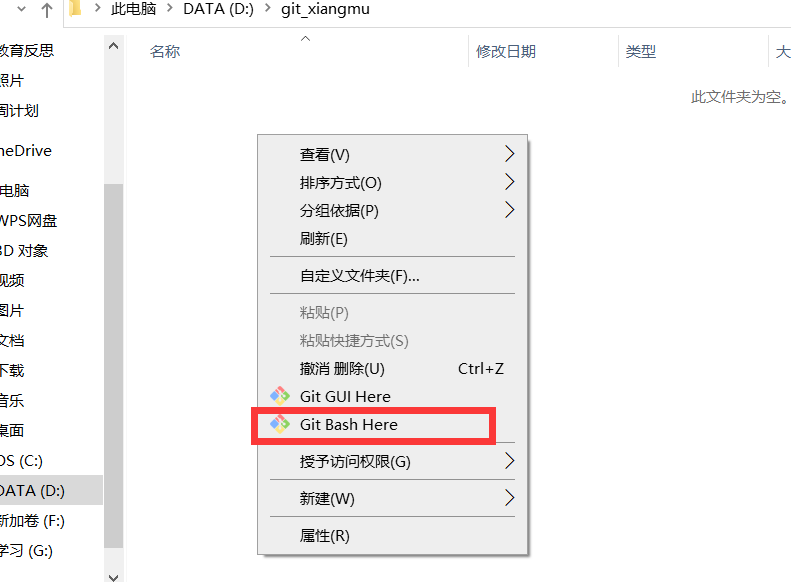 此电脑 > DATA (D:) > git_xiangmu
名称 修改日期 类型 大
此文件夹为空。
教育反思
照片
周计划
neDrive
电脑
WPS网盘
3D 对象
视频
图片
文档
下载
音乐
桌面
OS (C:)
DATA (D:)
新加卷 (F:)
学习 (G:)
查看(V)
排序方式(O)
分组依据(P)
刷新(E)
自定义文件夹(F)...
粘贴(P)
粘贴快捷方式(S)
撤消 删除(U) Ctrl+Z
Git GUI Here
Git Bash Here
授予访问权限(G)
新建(W)
属性(R)